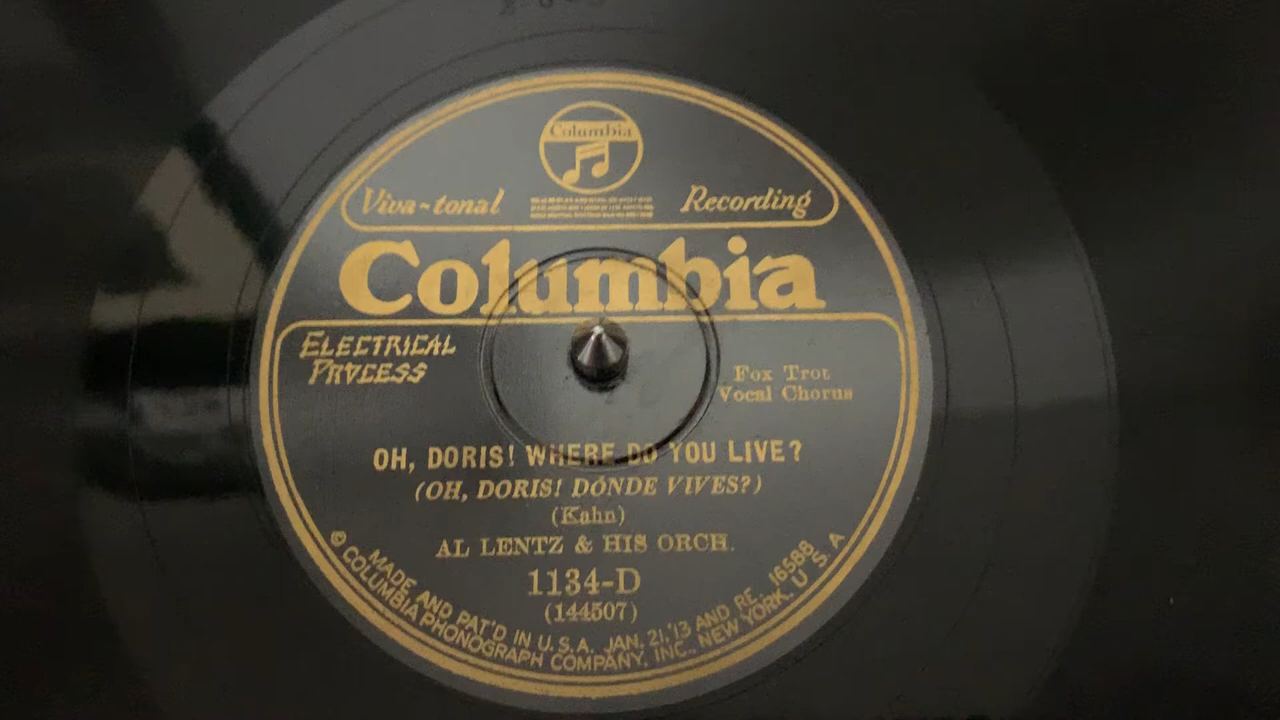 Columbia
Viva-tonal Recording
Columbia
ELECTRICAL
PROCESS
Fox Trot
Vocal Chorus
OH, DORIS! WHERE DO YOU LIVE?
(OH, DORIS! DÓNDE VIVES?)
(Kahn)
AL LENTZ & HIS ORCH.
1134-D
(144507)
MADE AND PAT'D IN U.S.A. JAN. 21,'13 AND RE. 16588
© COLUMBIA PHONOGRAPH COMPANY, INC., NEW YORK, U.S.A